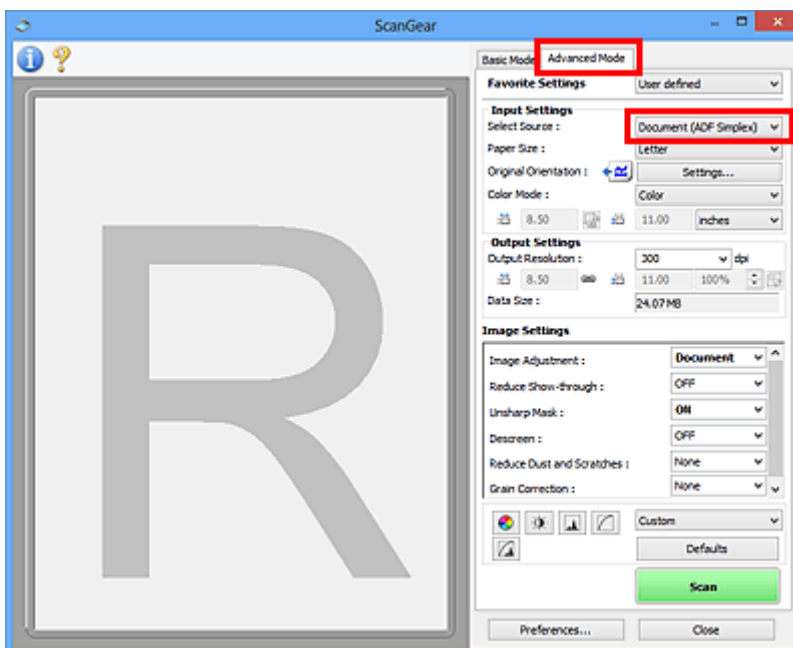 ScanGear
Basic Mode Advanced Mode
Favorite Settings User defined
Input Settings
Select Source : Document (ADF Simplex)
Paper Size : Letter
Original Orientation : Settings...
Color Mode : Color
8.50 11.00 inches
Output Settings
Output Resolution : 300 dpi
8.50 11.00 100%
Data Size : 24.07MB
Image Settings
Image Adjustment : Document
Reduce Show-through : OFF
Unsharp Mask : ON
Descreen : OFF
Reduce Dust and Scratches : None
Grain Correction : None
Custom
Defaults
Scan
Preferences... Close
R